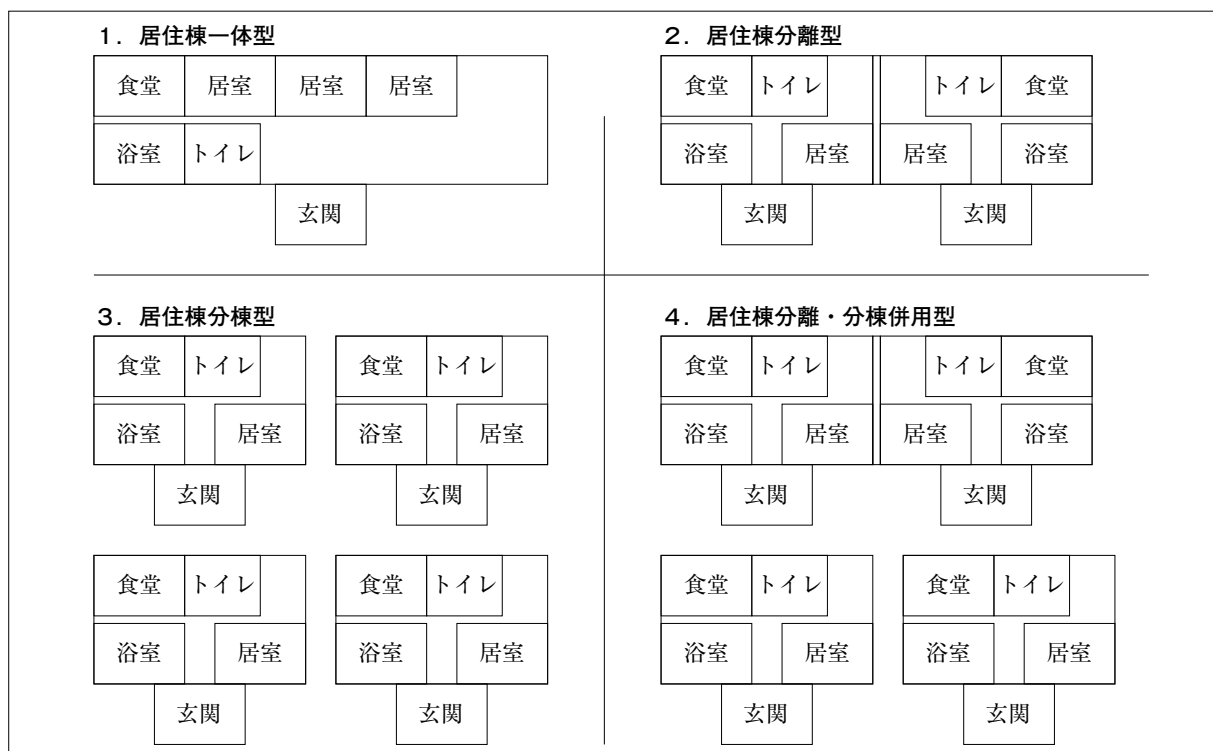 1．居住棟一体型
食堂 居室 居室 居室
浴室 トイレ
玄関
2．居住棟分離型
食堂 トイレ トイレ 食堂
浴室 居室 居室 浴室
玄関 玄関
3．居住棟分棟型
食堂 トイレ 食堂 トイレ
浴室 居室 浴室 居室
玄関 玄関
食堂 トイレ 食堂 トイレ
浴室 居室 浴室 居室
玄関 玄関
4．居住棟分離・分棟併用型
食堂 トイレ トイレ 食堂
浴室 居室 居室 浴室
玄関 玄関
食堂 トイレ 食堂 トイレ
浴室 居室 浴室 居室
玄関 玄関